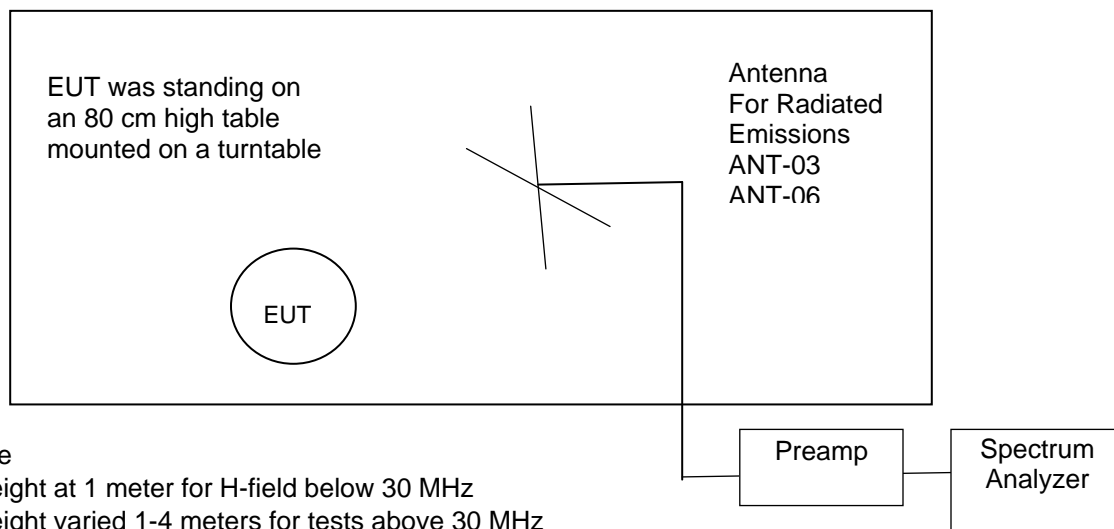 EUT was standing on
an 80 cm high table
mounted on a turntable
Antenna
For Radiated
Emissions
ANT-03
ANT-06
EUT
Preamp
Spectrum
Analyzer
at 1 meter for H-field below 30 MHz
varied 1-4 meters for tests above 30 MHz